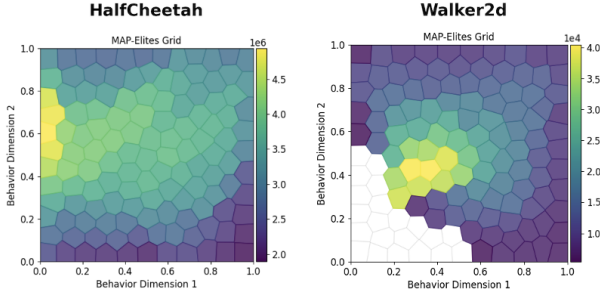 HalfCheetah
MAP-Elites Grid
1e6
Behavior Dimension 2
1.0
0.8
0.6
0.4
0.2
0.0
0.0 0.2 0.4 0.6 0.8 1.0
Behavior Dimension 1
4.5
4.0
3.5
3.0
2.5
2.0
Walker2d
MAP-Elites Grid
1e4
Behavior Dimension 2
1.0
0.8
0.6
0.4
0.2
0.0
0.0 0.2 0.4 0.6 0.8 1.0
Behavior Dimension 1
4.0
3.5
3.0
2.5
2.0
1.5
1.0